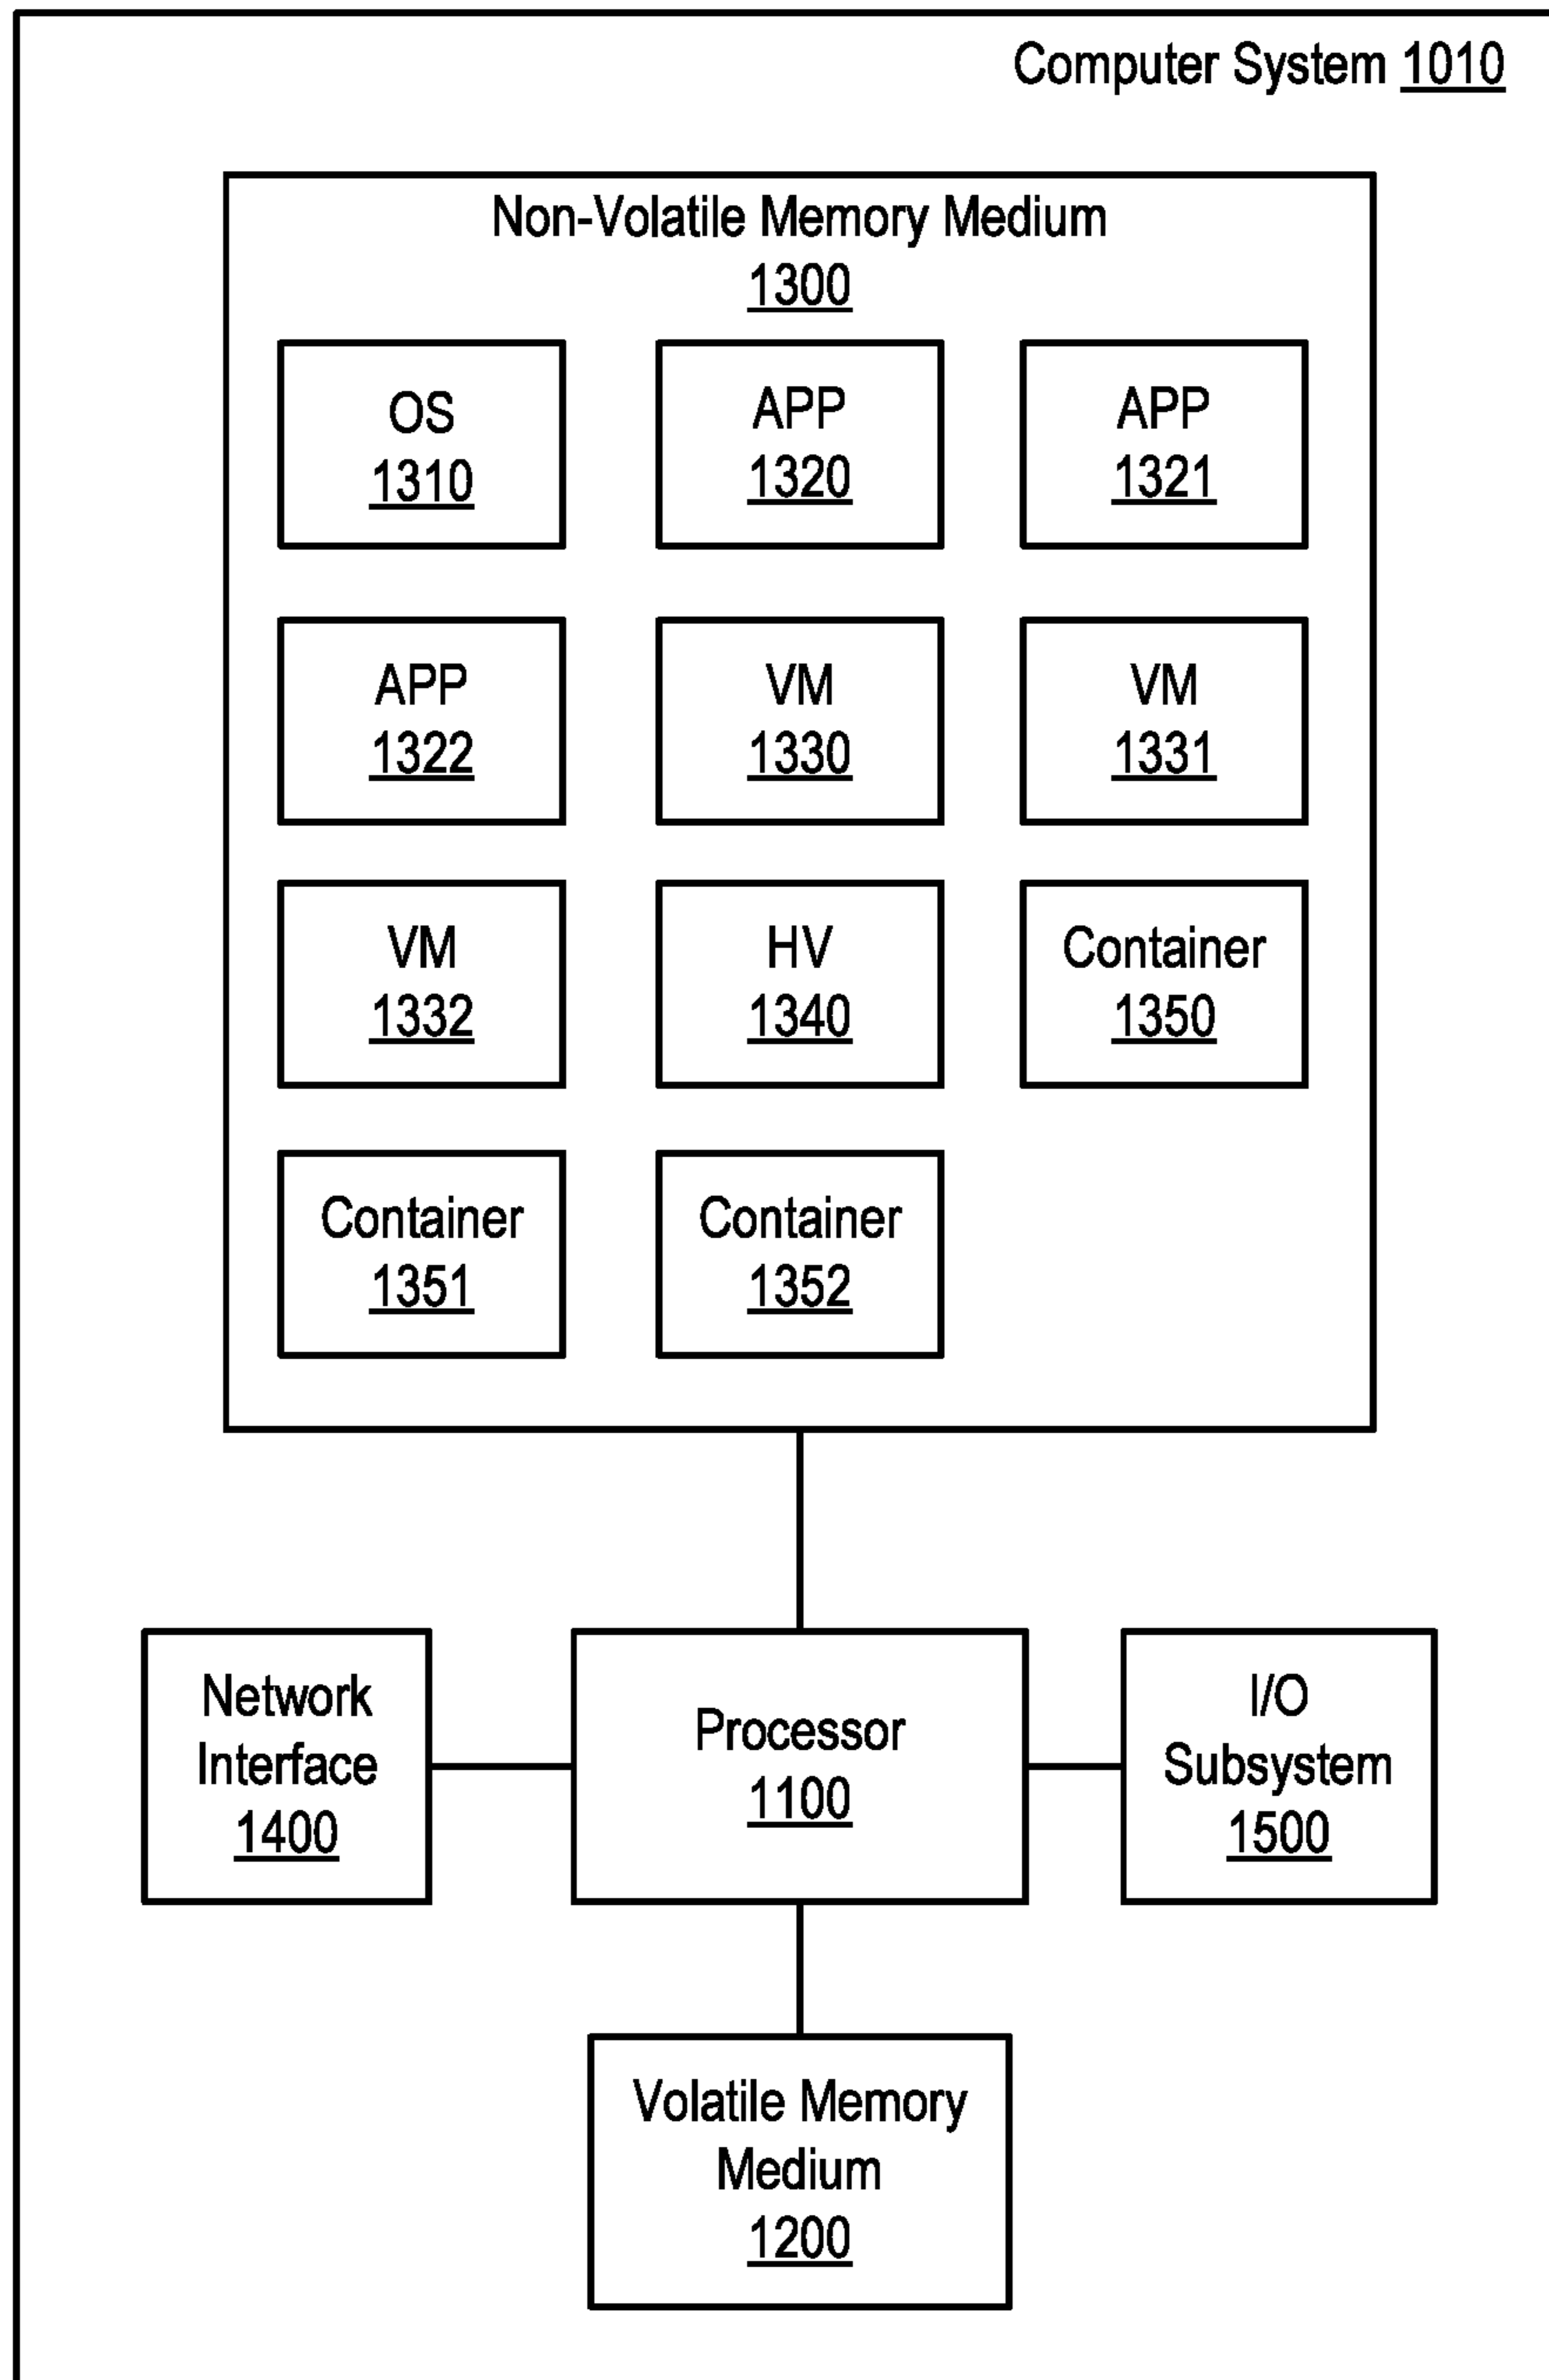 Computer System 1010
Non-Volatile Memory Medium
1300
OS
1310
APP
1320
APP
1321
APP
1322
VM
1330
VM
1331
VM
1332
HV
1340
Container
1350
Container
1351
Container
1352
Network
Interface
1400
Processor
1100
I/O
Subsystem
1500
Volatile Memory
Medium
1200